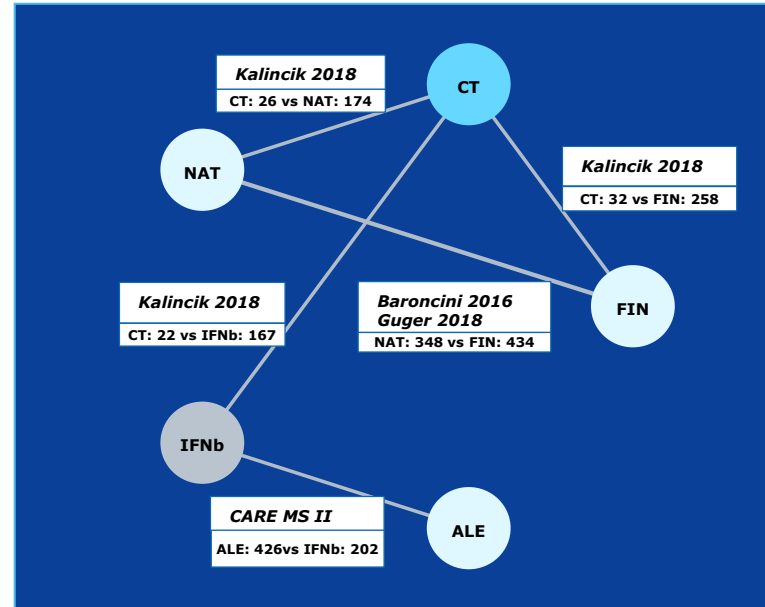 Kalincik 2018
CT: 26 vs NAT: 174
CT
NAT
Kalincik 2018
CT: 32 vs FIN: 258
Kalincik 2018
CT: 22 vs IFNb: 167
Baroncini 2016
Guger 2018
NAT: 348 vs FIN: 434
FIN
IFNb
CARE MS II
ALE: 426vs IFNb: 202
ALE